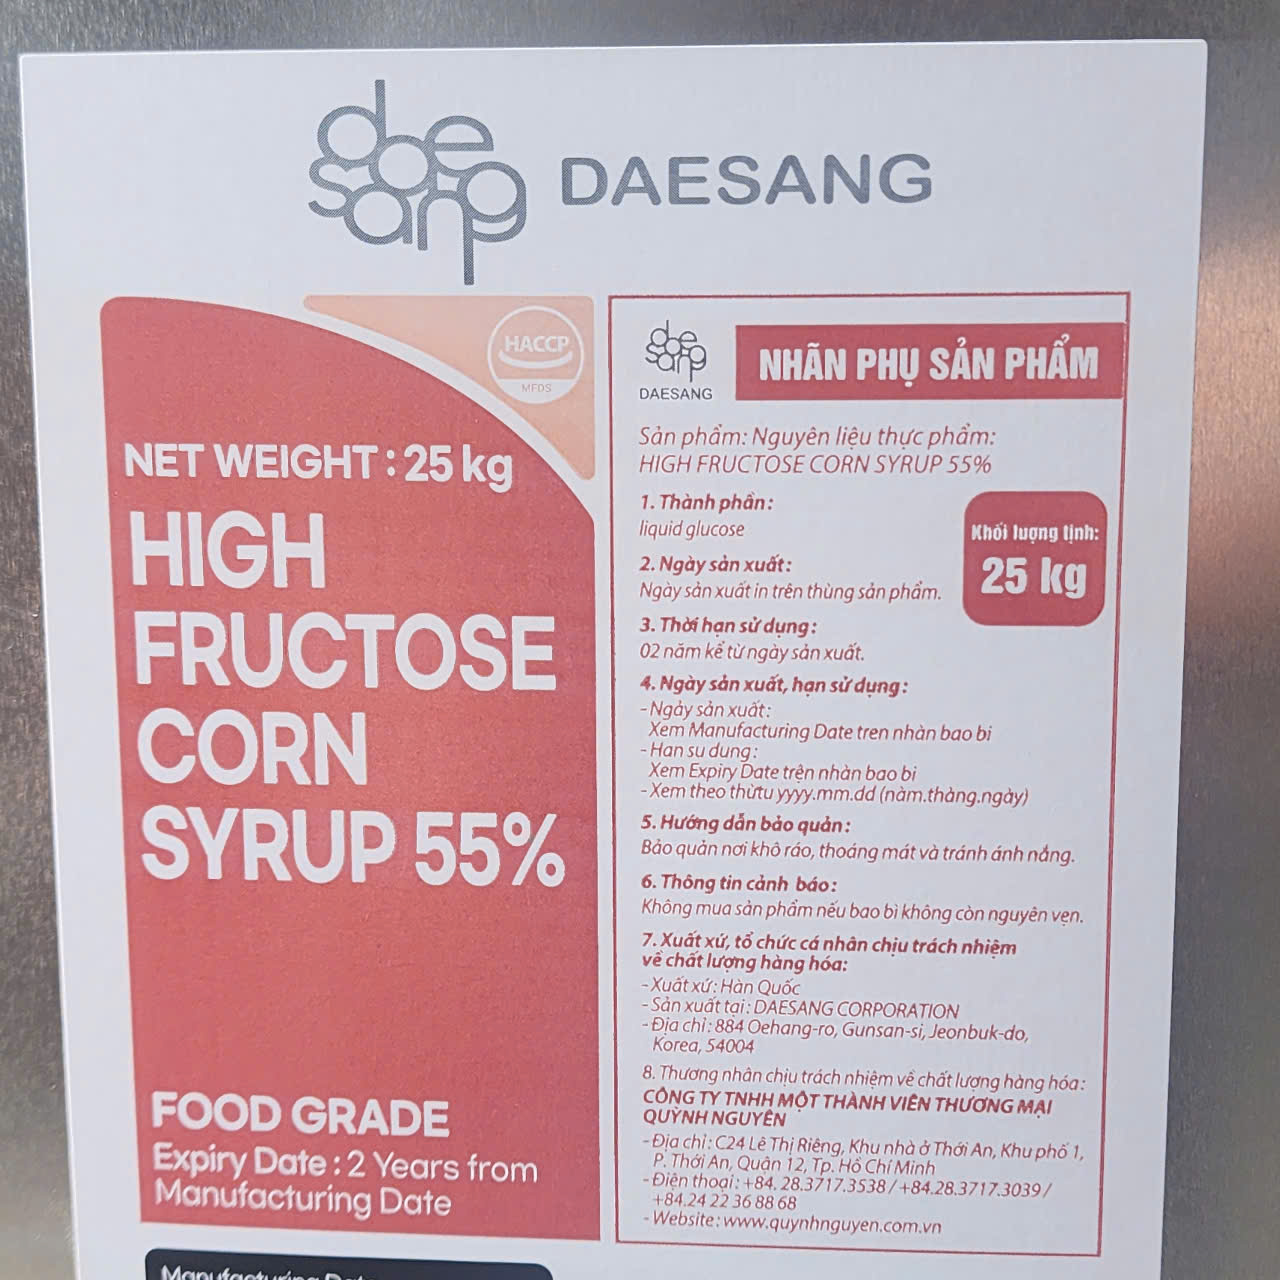 daesang DAESANG
HACCP
MFDS
NET WEIGHT : 25 kg
HIGH
FRUCTOSE
CORN
SYRUP 55%
FOOD GRADE
Expiry Date : 2 Years from
Manufacturing Date
daesang
DAESANG
NHÃN PHỤ SẢN PHẨM
Sản phẩm: Nguyên liệu thực phẩm:
HIGH FRUCTOSE CORN SYRUP 55%
Khối lượng tịnh:
25 kg
1. Thành phần:
liquid glucose
2. Ngày sản xuất:
Ngày sản xuất in trên thùng sản phẩm.
3. Thời hạn sử dụng:
02 năm kể từ ngày sản xuất.
4. Ngày sản xuất, hạn sử dụng:
- Ngảy sản xuất:
Xem Manufacturing Date tren nhàn bao bi
- Han su dung:
Xem Expiry Date trện nhàn bao bi
- Xem theo thừtu yyyy.mm.dd (nàm.thàng.ngày)
5. Hướng dẫn bảo quản:
Bảo quản nơi khô ráo, thoáng mát và tránh ánh nắng.
6. Thông tin cảnh báo:
Không mua sản phẩm nếu bao bì không còn nguyên vẹn.
7. Xuất xứ, tổ chức cá nhân chịu trách nhiệm
về chất lượng hàng hóa:
- Xuất xứ: Hàn Quốc
- Sản xuất tại: DAESANG CORPORATION
- Địa chỉ: 884 Oehang-ro, Gunsan-si, Jeonbuk-do,
Korea, 54004
8. Thương nhân chịu trách nhiệm về chất lượng hàng hóa:
CÔNG TY TNHH MỘT THÀNH VIÊN THƯƠNG MẠI
QUỲNH NGUYÊN
- Địa chỉ: C24 Lê Thị Riêng, Khu nhà ở Thới An, Khu phố 1,
P. Thới An, Quận 12, Tp. Hồ Chí Minh
- Điện thoại: +84. 28.3717.3538 / +84.28.3717.3039 /
+84.24 22 36 88 68
- Website: www.quynhnguyen.com.vn